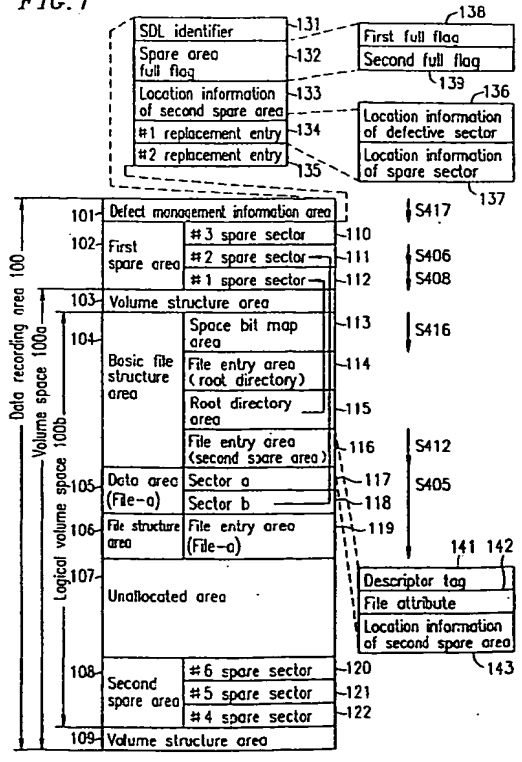 FIG. 1
SDL identifier
131
Spare area
full flag
132
Location information
of second spare area
133
#1 replacement entry
134
#2 replacement entry
135
138
First full flag
Second full flag
139
136
Location information
of defective sector
Location information
of spare sector
137
Data recording area 100
Volume space 100a
Logical volume space 100b
101
Defect management information area
S417
102
First
spare area
#3 spare sector
110
#2 spare sector
111
S406
#1 spare sector
112
S408
103
Volume structure area
104
Basic file
structure
area
Space bit map
area
113
S416
File entry area
(root directory)
114
Root directory
area
115
File entry area
(second spare area)
116
S412
105
Data area
(File-a)
Sector a
117
Sector b
118
S405
106
File structure
area
File entry area
(File-a)
119
107
Unallocated area
141
142
Descriptor tag
File attribute
Location information
of second spare area
143
108
Second
spare area
#6 spare sector
120
#5 spare sector
121
#4 spare sector
122
109
Volume structure area